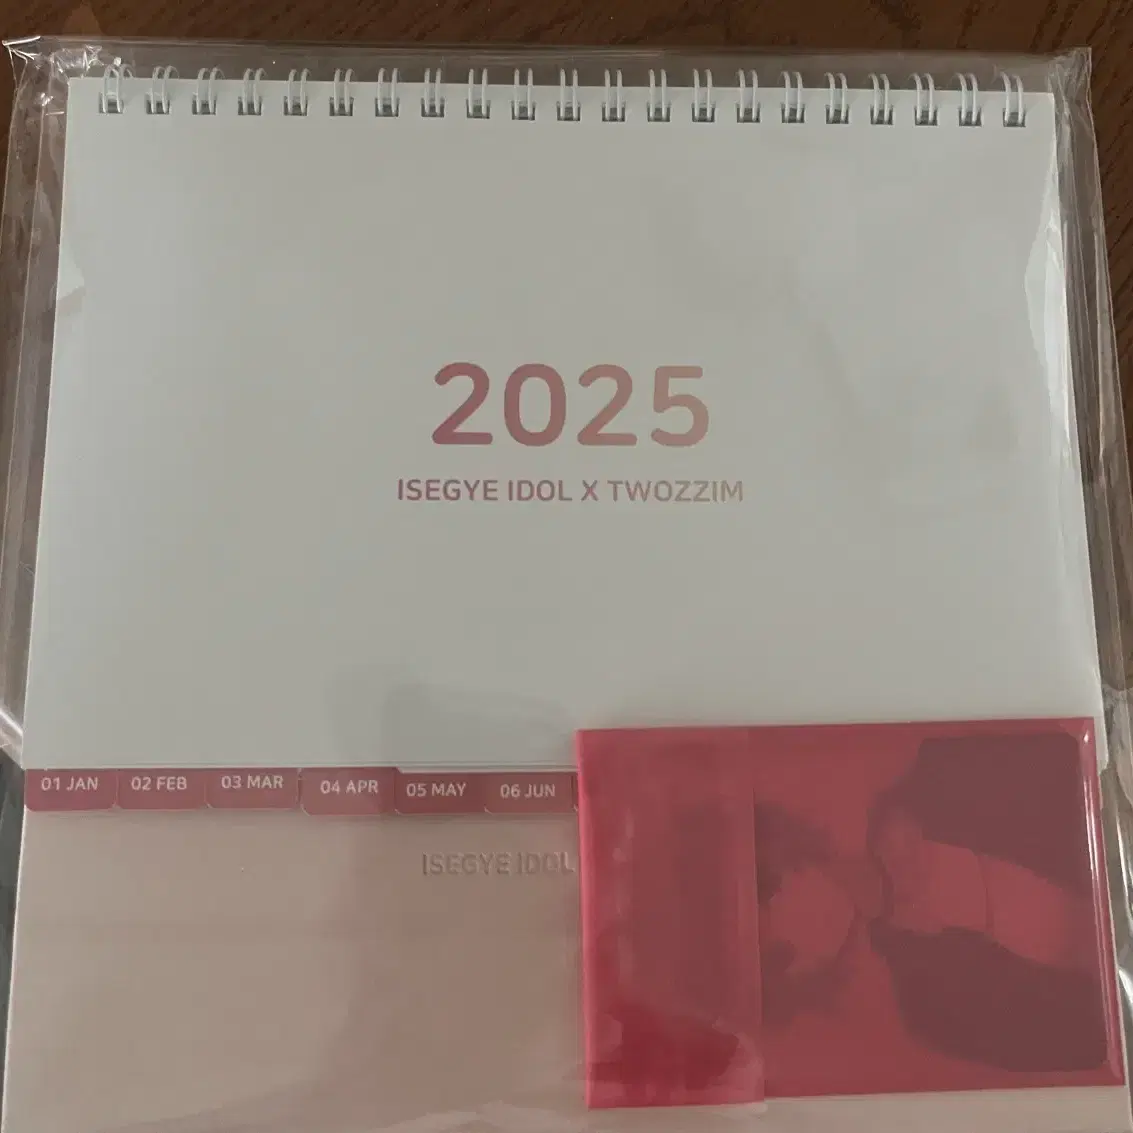 2025
ISEGYE IDOL X TWOZZIM
01 JAN 02 FEB 03 MAR 04 APR 05 MAY 06 JUN
ISEGYE IDOL